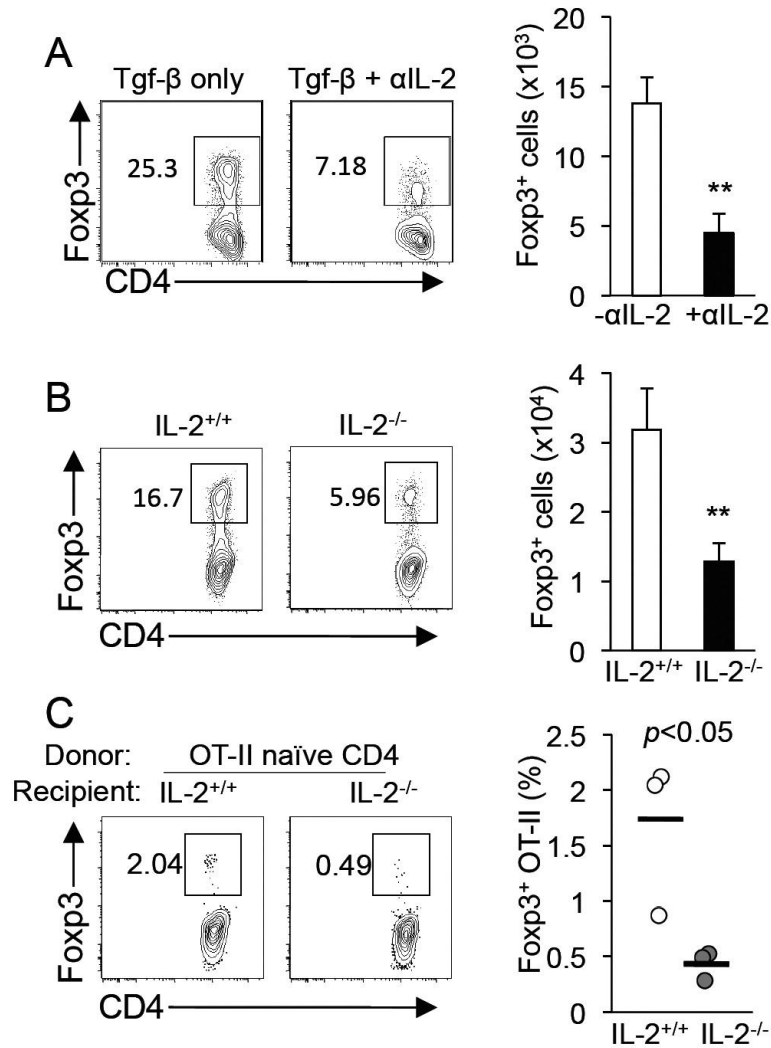 A
Tgf-β only
Tgf-β + αIL-2
Foxp3
25.3
7.18
CD4
Foxp3⁺ cells (x10³)
20
15
10
5
0
**
-αIL-2
+αIL-2
B
IL-2⁺/⁺
IL-2⁻/⁻
Foxp3
16.7
5.96
CD4
Foxp3⁺ cells (x10⁴)
4
3
2
1
0
**
IL-2⁺/⁺
IL-2⁻/⁻
C
Donor: OT-II naïve CD4
Recipient: IL-2⁺/⁺ IL-2⁻/⁻
Foxp3
2.04
0.49
CD4
Foxp3⁺ OT-II (%)
2.5
2
1.5
1
0.5
0
p<0.05
IL-2⁺/⁺
IL-2⁻/⁻